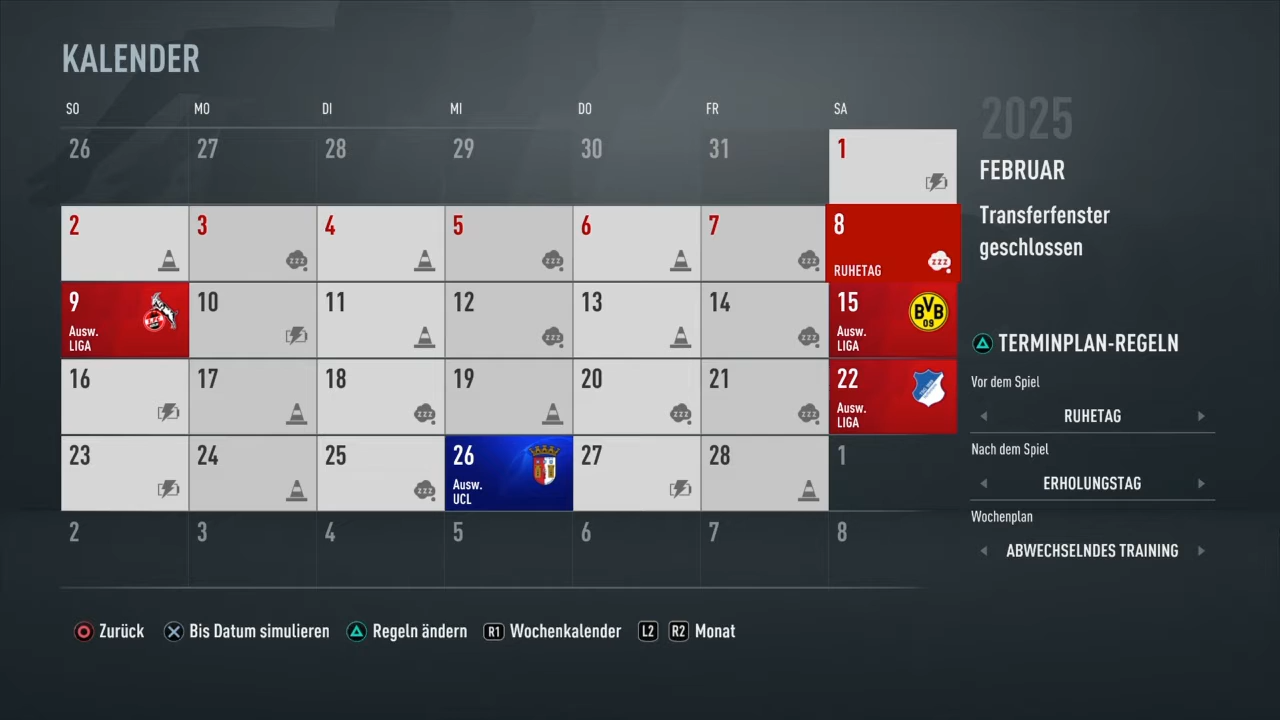 KALENDER
SO MO DI MI DO FR SA
26 27 28 29 30 31 1
2 3 4 5 6 7 8
RUHETAG
9 10 11 12 13 14 15
Ausw. Ausw.
LIGA LIGA
BVB
09
16 17 18 19 20 21 22
Ausw.
LIGA
23 24 25 26 27 28 1
Ausw.
UCL
2 3 4 5 6 7 8
2025
FEBRUAR
Transferfenster
geschlossen
TERMINPLAN-REGELN
Vor dem Spiel
RUHETAG
Nach dem Spiel
ERHOLUNGSTAG
Wochenplan
ABWECHSELNDES TRAINING
Zurück Bis Datum simulieren Regeln ändern R1 Wochenkalender L2 R2 Monat